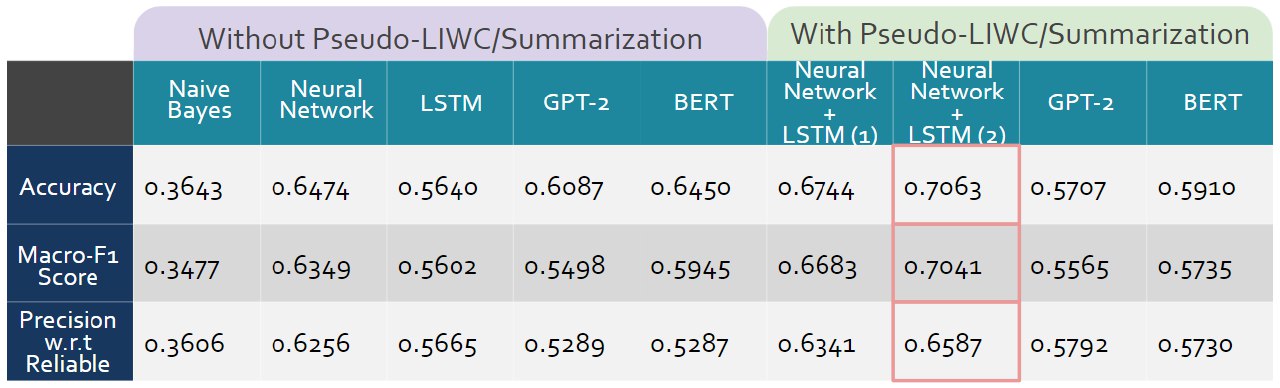 Without Pseudo-LIWC/Summarization With Pseudo-LIWC/Summarization
Naive Bayes Neural Network LSTM GPT-2 BERT Neural Network + LSTM (1) Neural Network + LSTM (2) GPT-2 BERT
Accuracy 0.3643 0.6474 0.5640 0.6087 0.6450 0.6744 0.7063 0.5707 0.5910
Macro-F1 Score 0.3477 0.6349 0.5602 0.5498 0.5945 0.6683 0.7041 0.5565 0.5735
Precision w.r.t Reliable 0.3606 0.6256 0.5665 0.5289 0.5287 0.6341 0.6587 0.5792 0.5730